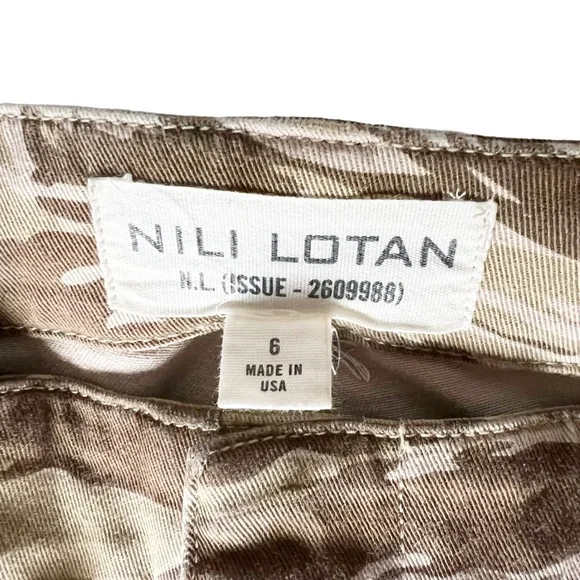 NILI LOTAN
N.L. (ISSUE - 2609988)
6
MADE IN
USA